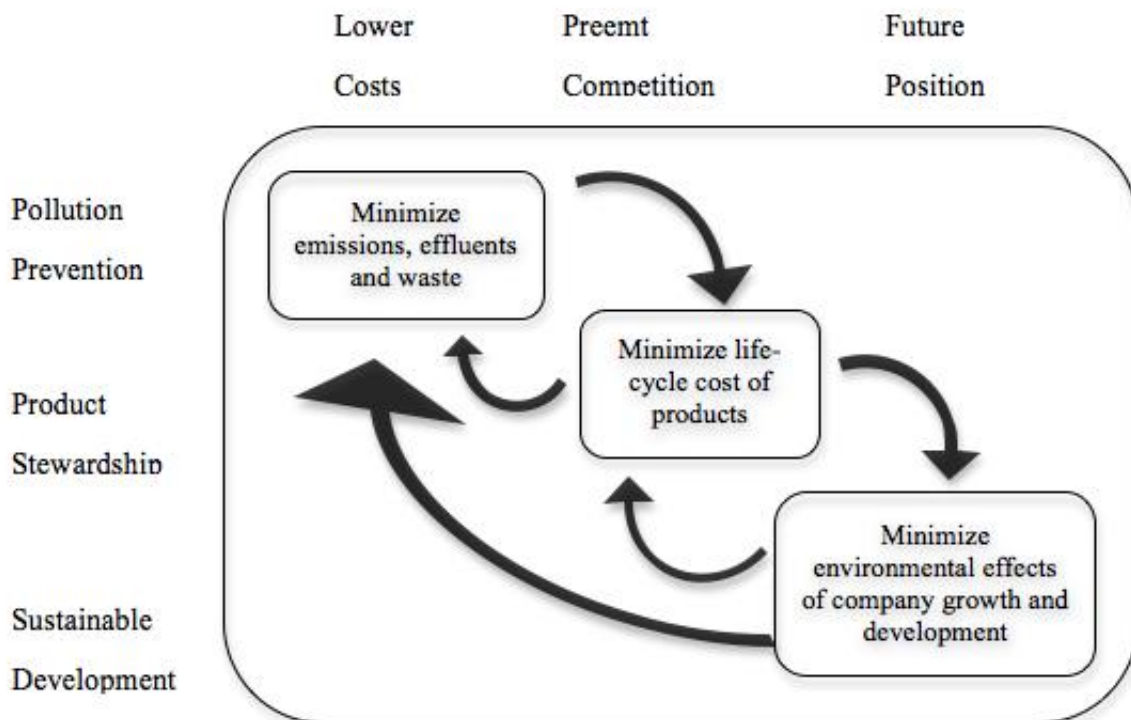 Lower
Costs
Preemt
Competition
Future
Position
Pollution
Prevention
Minimize
emissions, effluents
and waste
Product
Stewardship
Minimize life-
cycle cost of
products
Sustainable
Development
Minimize
environmental effects
of company growth and
development